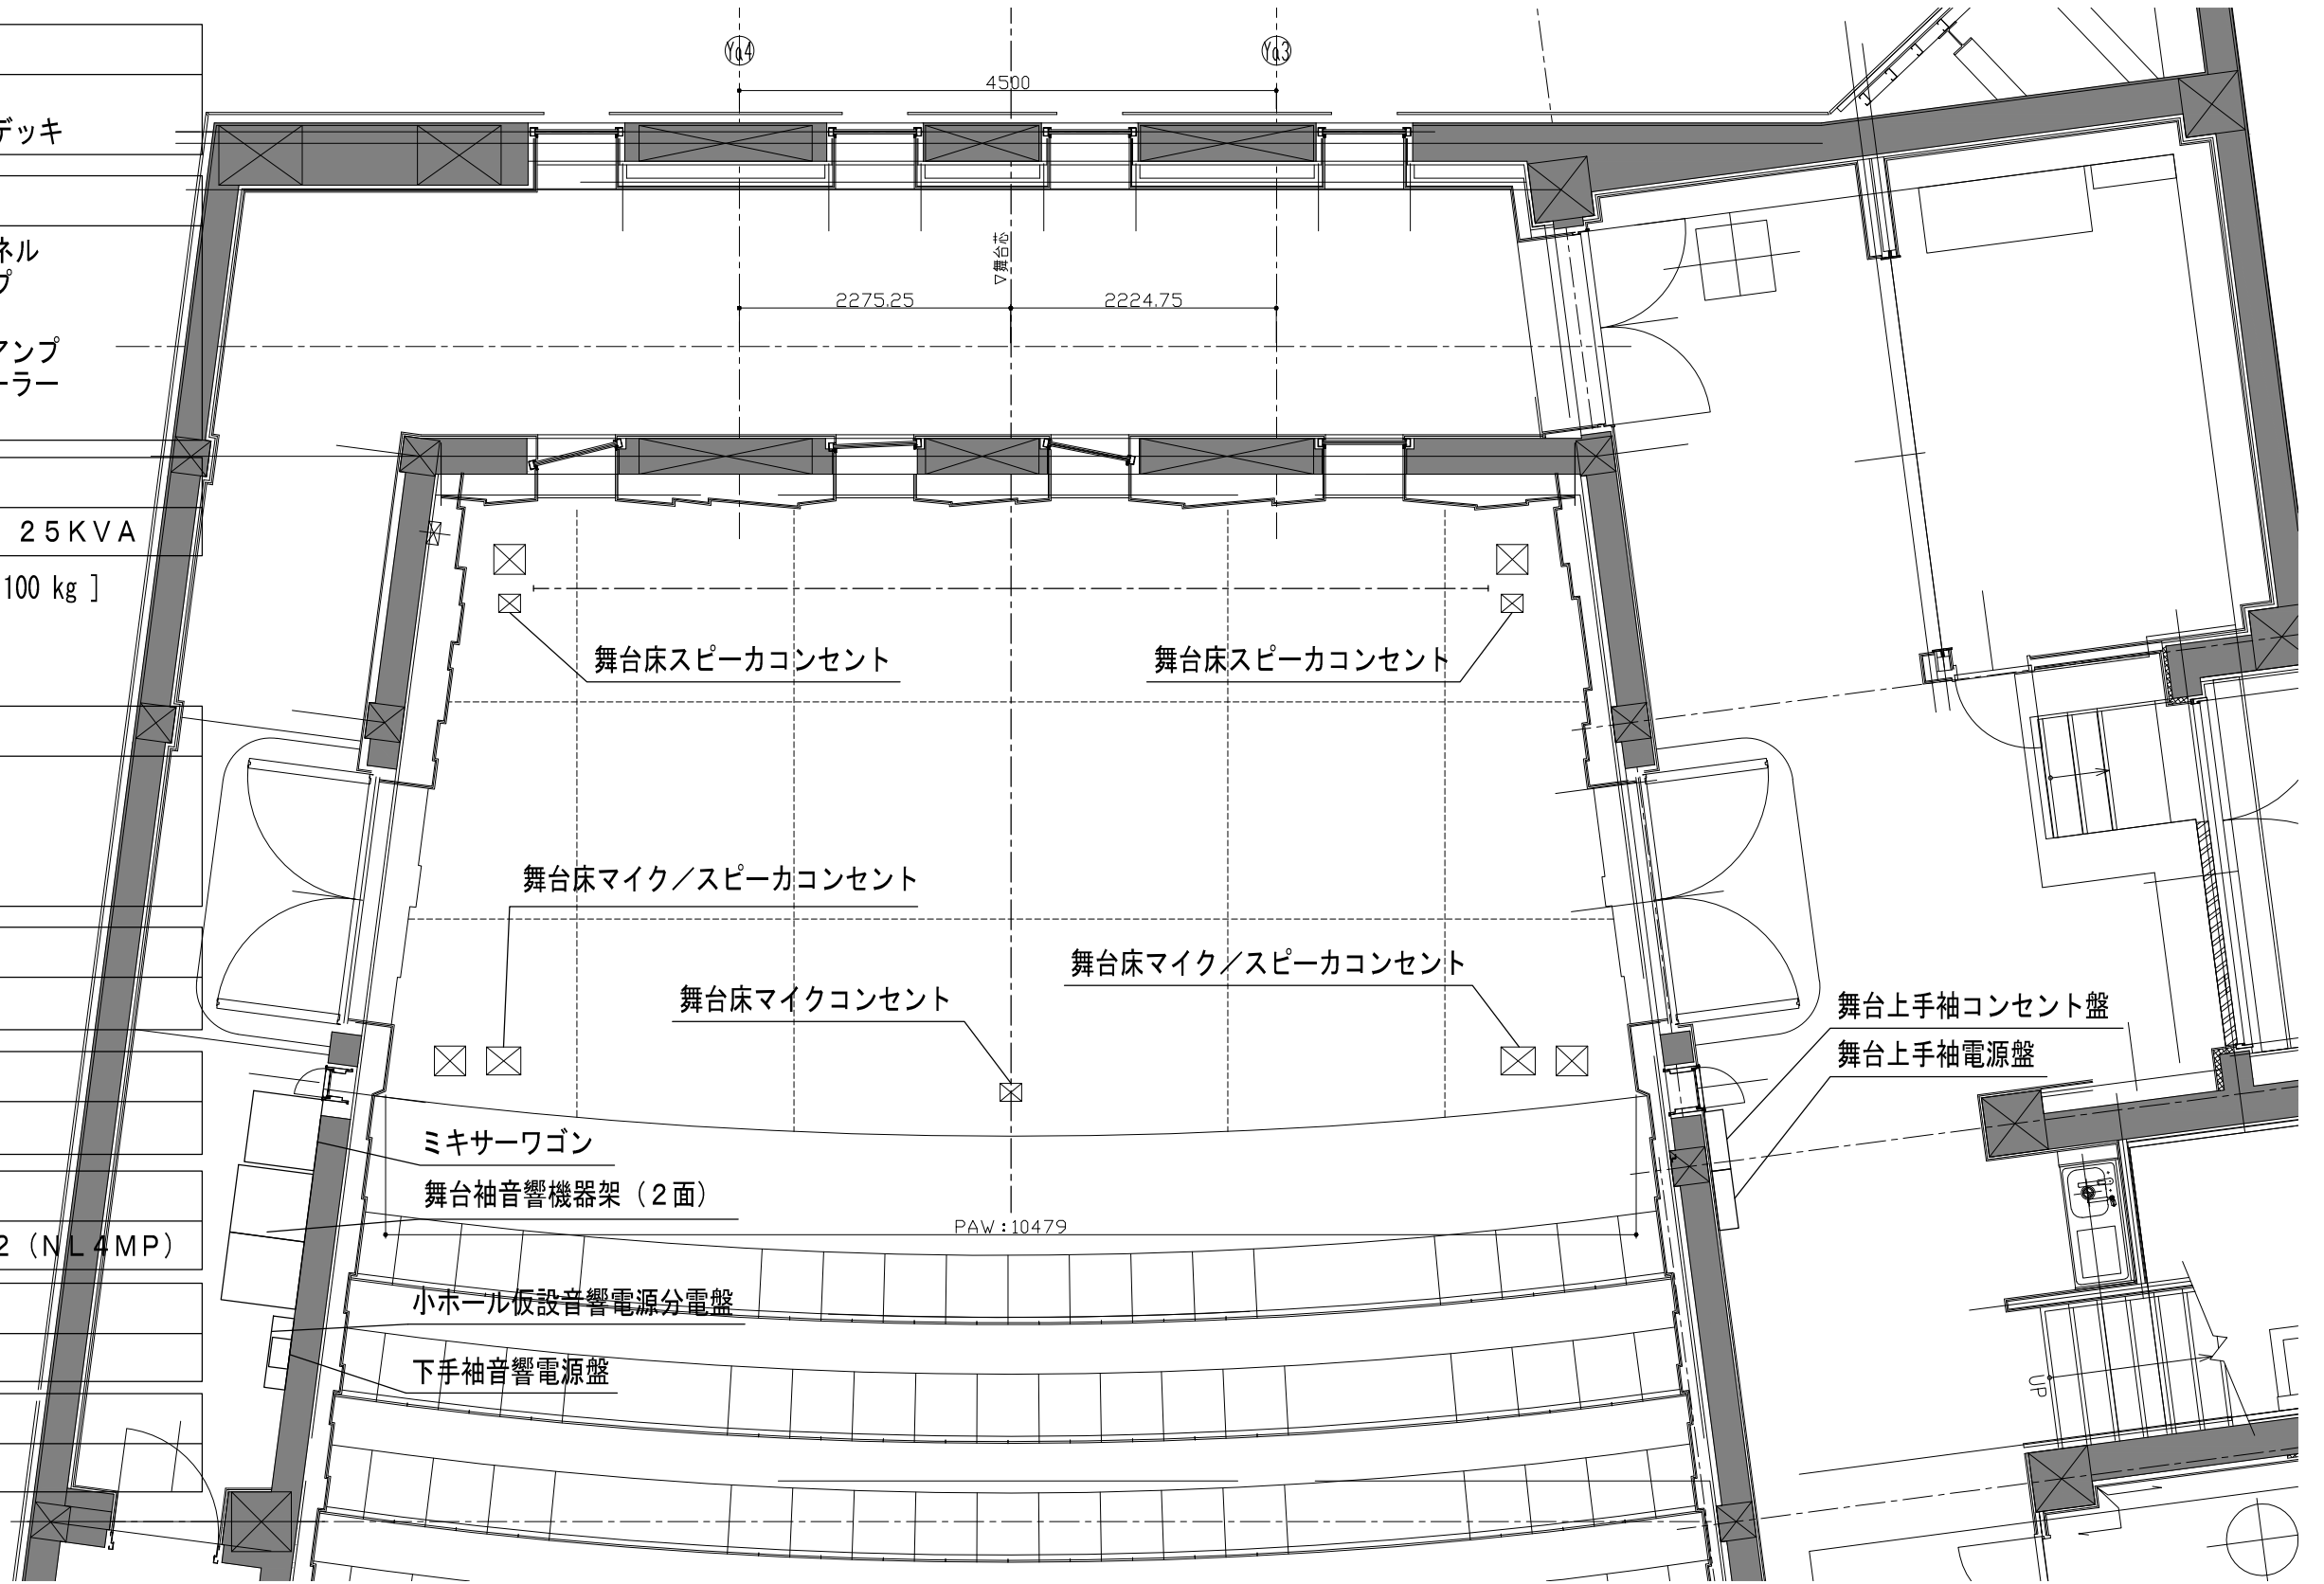 Ya4
Ya3
4500
デッキ
ネル
プ
▽舞台芯
2275.25
2224.75
アンプ
ーラー
25KVA
100 kg ]
舞台床スピーカコンセント
舞台床スピーカコンセント
舞台床マイク／スピーカコンセント
舞台床マイク／スピーカコンセント
舞台床マイクコンセント
舞台上手袖コンセント盤
舞台上手袖電源盤
ミキサーワゴン
舞台袖音響機器架（2面）
PAW:10479
2（NL4MP）
小ホール仮設音響電源分電盤
下手袖音響電源盤
UP